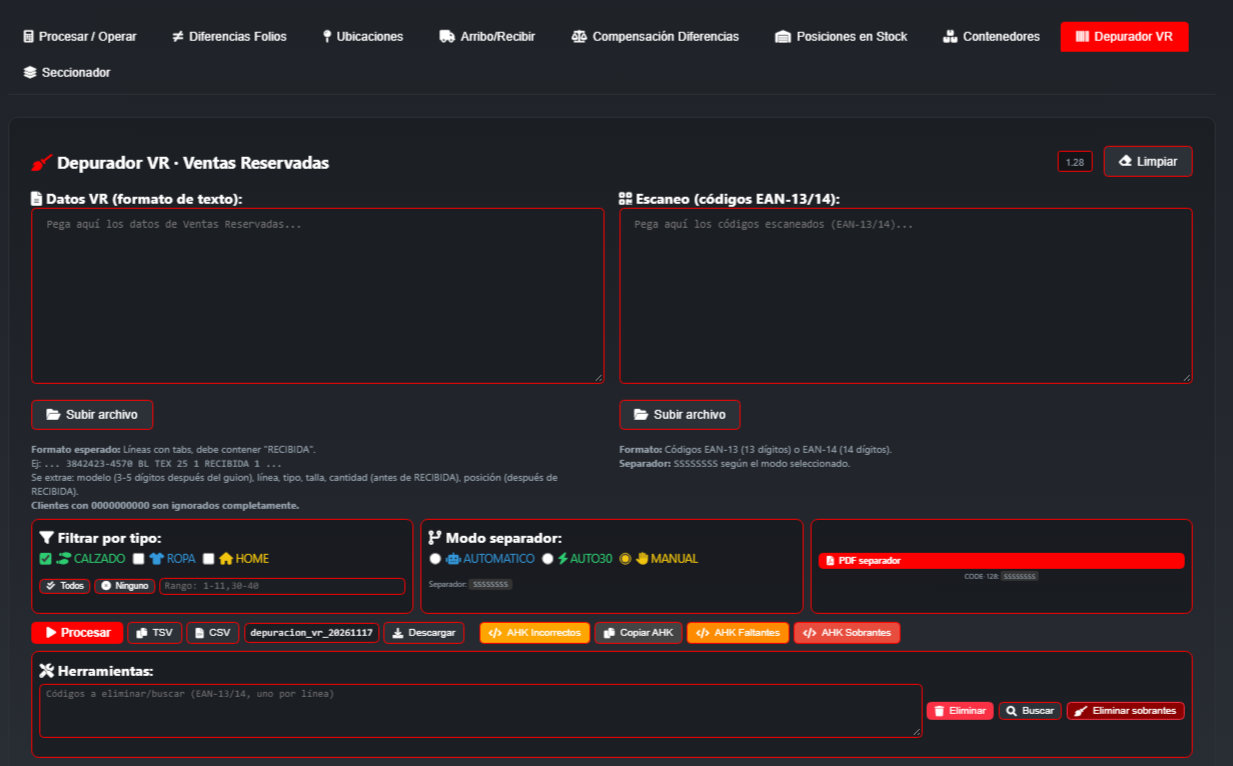 Procesar / Operar
Diferencias Folios
Ubicaciones
Arribo/Recibir
Compensación Diferencias
Posiciones en Stock
Contenedores
Depurador VR
Seccionador
Depurador VR · Ventas Reservadas
1.28
Limpiar
Datos VR (formato de texto):
Pega aquí los datos de Ventas Reservadas...
Subir archivo
Formato esperado: Líneas con tabs, debe contener "RECIBIDA".
Ej: ... 3842423-4570 BL TEX 25 1 RECIBIDA 1 ...
Se extrae: modelo (3-5 dígitos después del guion), línea, tipo, talla, cantidad (antes de RECIBIDA), posición (después de
RECIBIDA).
Clientes con 0000000000 son ignorados completamente.
Escaneo (códigos EAN-13/14):
Pega aquí los códigos escaneados (EAN-13/14)...
Subir archivo
Formato: Códigos EAN-13 (13 dígitos) o EAN-14 (14 dígitos).
Separador: SSSSSSSS según el modo seleccionado.
Filtrar por tipo:
CALZADO ROPA HOME
Todos
Ninguno
Rango: 1-11,30-40
Modo separador:
AUTOMATICO AUTO30 MANUAL
Separador: SSSSSSSS
PDF separador
CODE 128: SSSSSSSS
Procesar
TSV
CSV
depuracion_vr_20261117
Descargar
AHK Incorrectos
Copiar AHK
AHK Faltantes
AHK Sobrantes
Herramientas:
Códigos a eliminar/buscar (EAN-13/14, uno por línea)
Eliminar
Buscar
Eliminar sobrantes